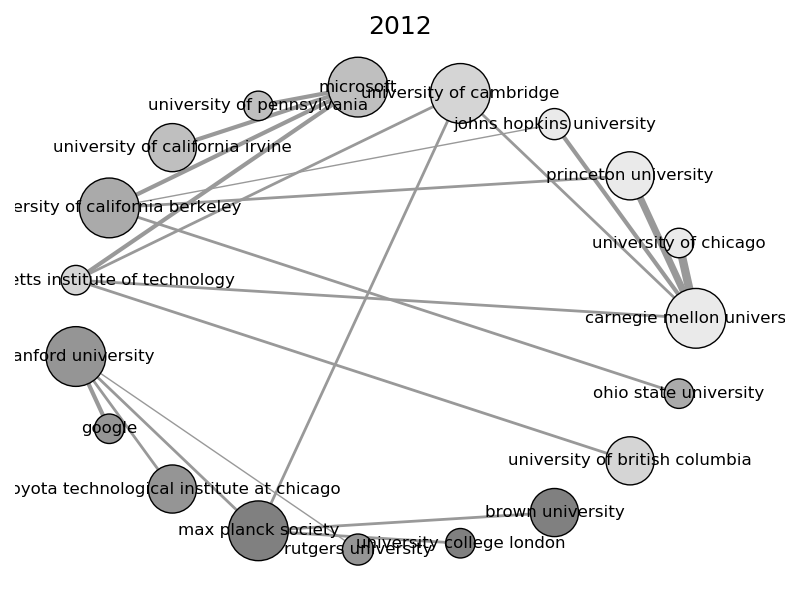 2012
microsoft
university of cambridge
university of pennsylvania
johns hopkins university
university of california irvine
princeton university
ersity of california berkeley
university of chicago
etts institute of technology
carnegie mellon univers
anford university
ohio state university
google
university of british columbia
oyota technological institute at chicago
brown university
max planck society
university college london
rutgers university